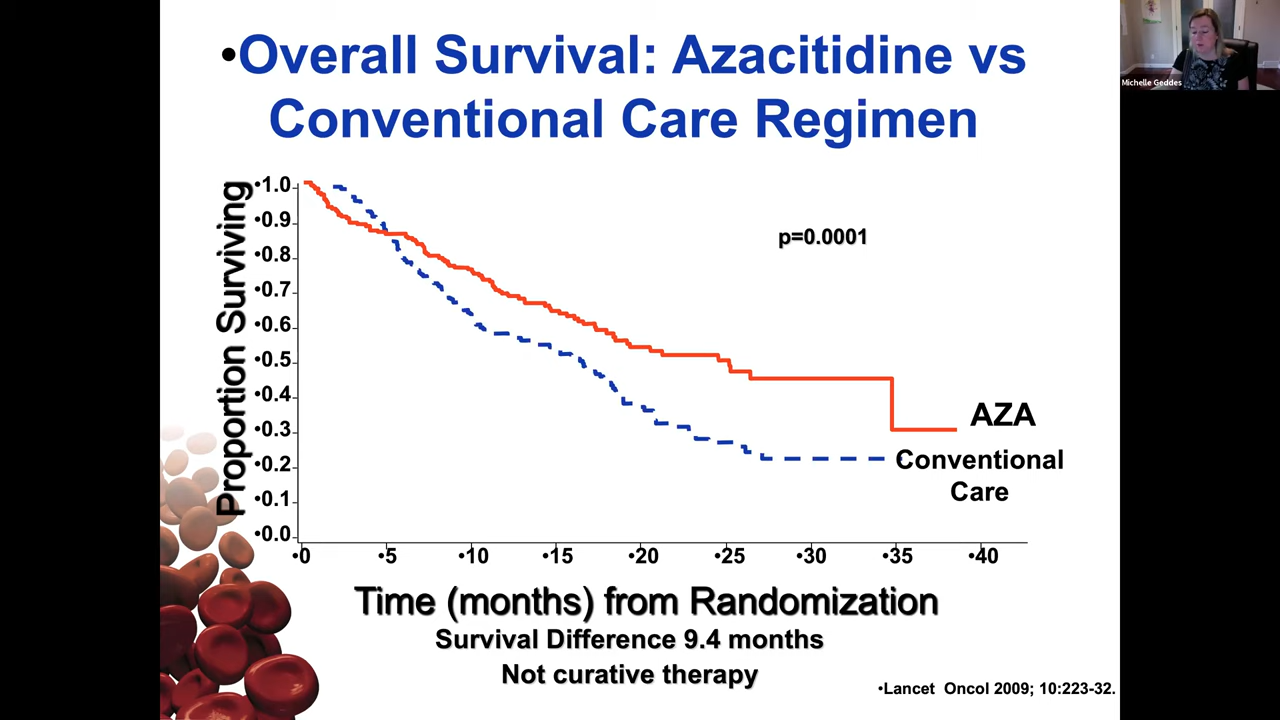 •Overall Survival: Azacitidine vs
Conventional Care Regimen
Michelle Geddes
Proportion Surviving
•1.0
•0.9
•0.8
•0.7
•0.6
•0.5
•0.4
•0.3
•0.2
•0.1
•0.0
p=0.0001
AZA
Conventional
Care
•0 •5 •10 •15 •20 •25 •30 •35 •40
Time (months) from Randomization
Survival Difference 9.4 months
Not curative therapy
•Lancet Oncol 2009; 10:223-32.